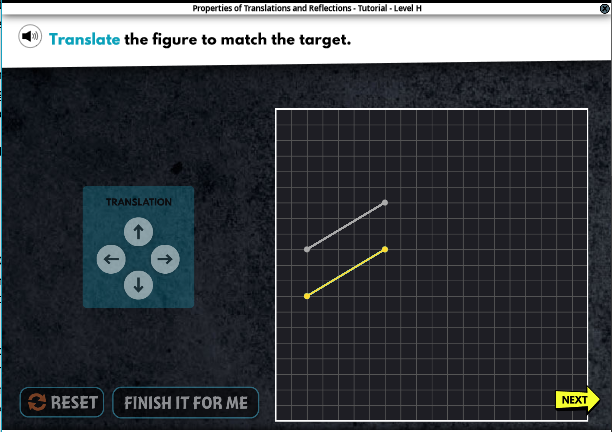 Properties of Translations and Reflections - Tutorial - Level H
Translate the figure to match the target.
TRANSLATION
RESET
FINISH IT FOR ME
NEXT